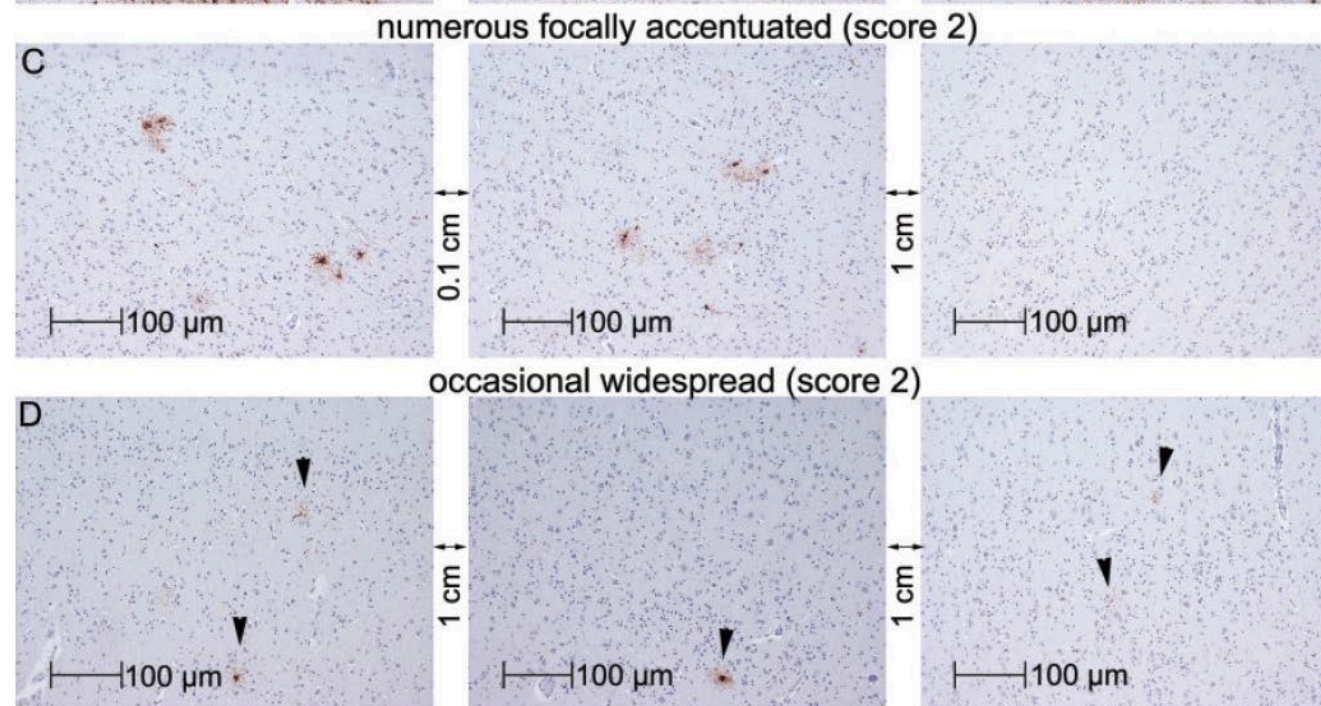 numerous focally accentuated (score 2)
C
0.1 cm
1 cm
100 µm
100 µm
100 µm
occasional widespread (score 2)
D
1 cm
1 cm
100 µm
100 µm
100 µm